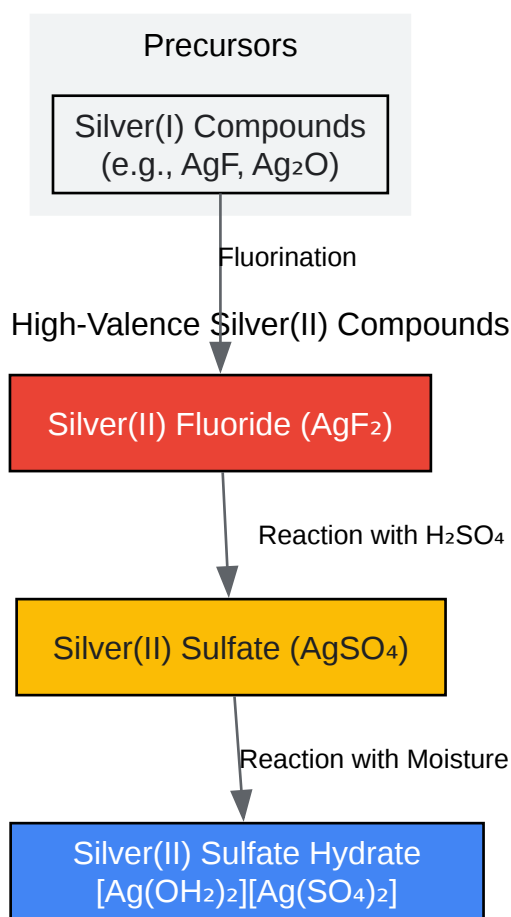 Precursors
Silver(I) Compounds
(e.g., AgF, Ag₂O)
Fluorination
High-Valence Silver(II) Compounds
Silver(II) Fluoride (AgF₂)
Reaction with H₂SO₄
Silver(II) Sulfate (AgSO₄)
Reaction with Moisture
Silver(II) Sulfate Hydrate
[Ag(OH₂)₂][Ag(SO₄)₂]